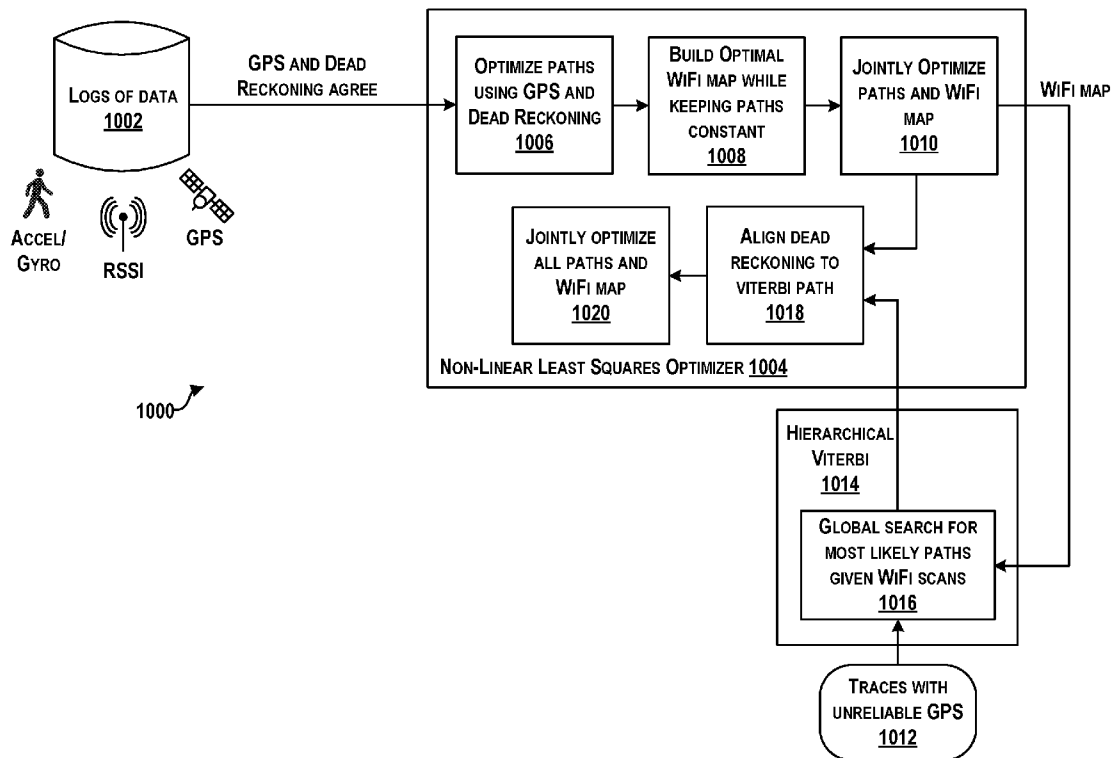 LOGS OF DATA
1002
ACCEL/
GYRO
RSSI
GPS
GPS AND DEAD
RECKONING AGREE
OPTIMIZE PATHS
USING GPS AND
DEAD RECKONING
1006
BUILD OPTIMAL
WIFI MAP WHILE
KEEPING PATHS
CONSTANT
1008
JOINTLY OPTIMIZE
PATHS AND WIFI
MAP
1010
WIFI MAP
JOINTLY OPTIMIZE
ALL PATHS AND
WIFI MAP
1020
ALIGN DEAD
RECKONING TO
VITERBI PATH
1018
NON-LINEAR LEAST SQUARES OPTIMIZER 1004
1000
HIERARCHICAL
VITERBI
1014
GLOBAL SEARCH FOR
MOST LIKELY PATHS
GIVEN WIFI SCANS
1016
TRACES WITH
UNRELIABLE GPS
1012